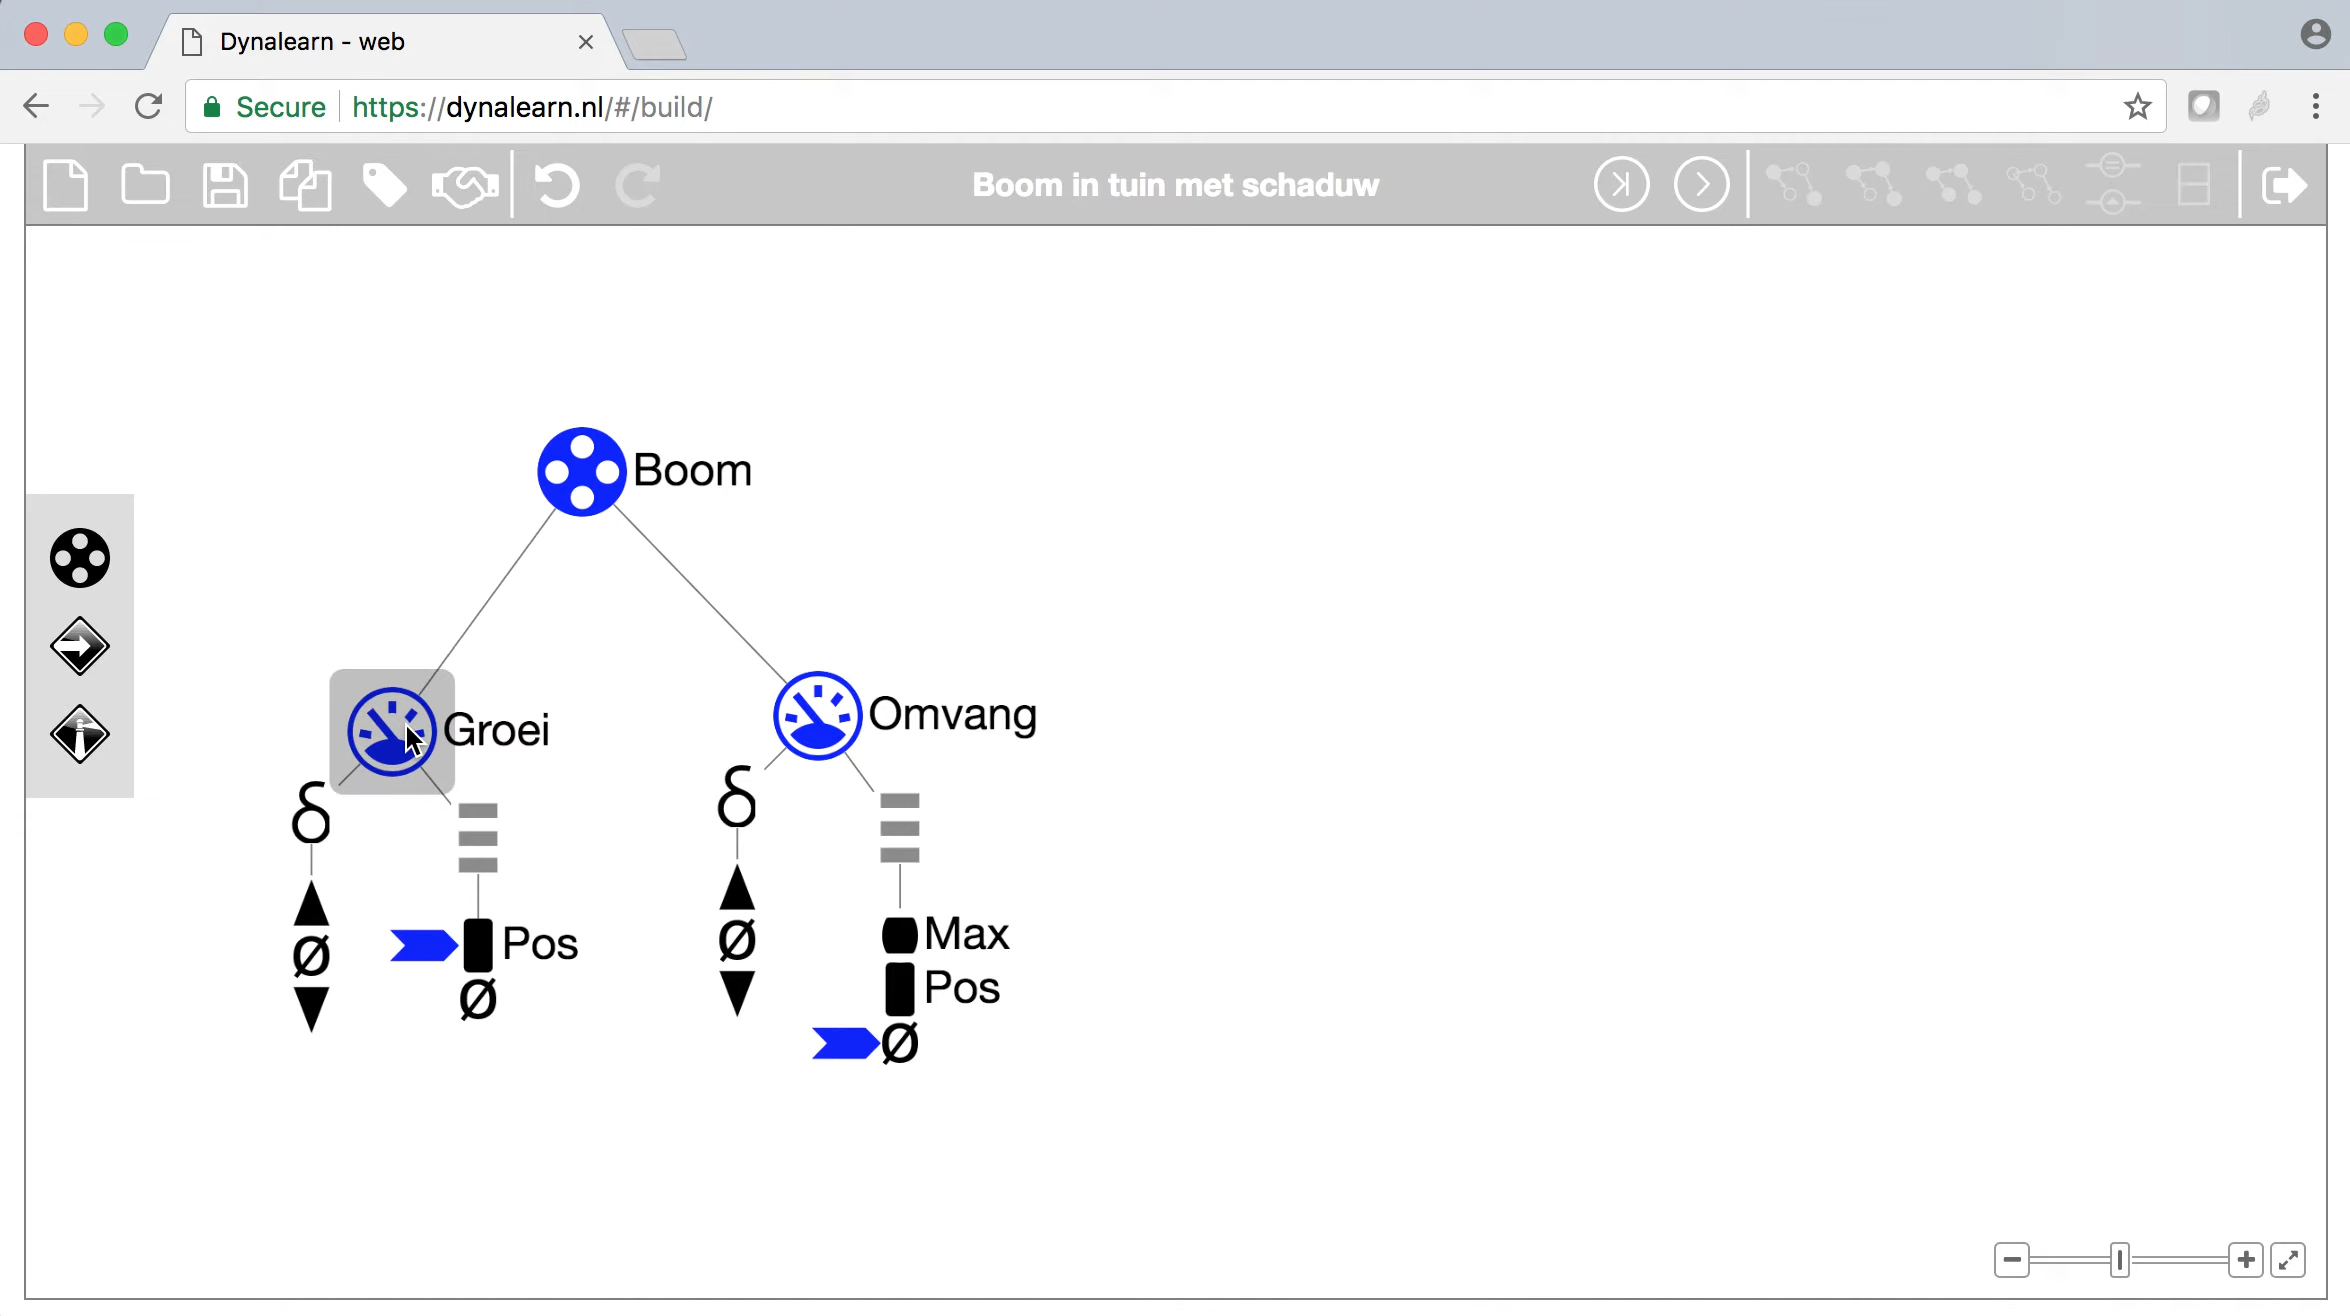 Dynalearn - web
Secure https://dynalearn.nl/#/build/
Boom in tuin met schaduw
Boom
Groei
Omvang
δ
δ
Ø
Pos
Ø
Ø
Max
Pos
Ø